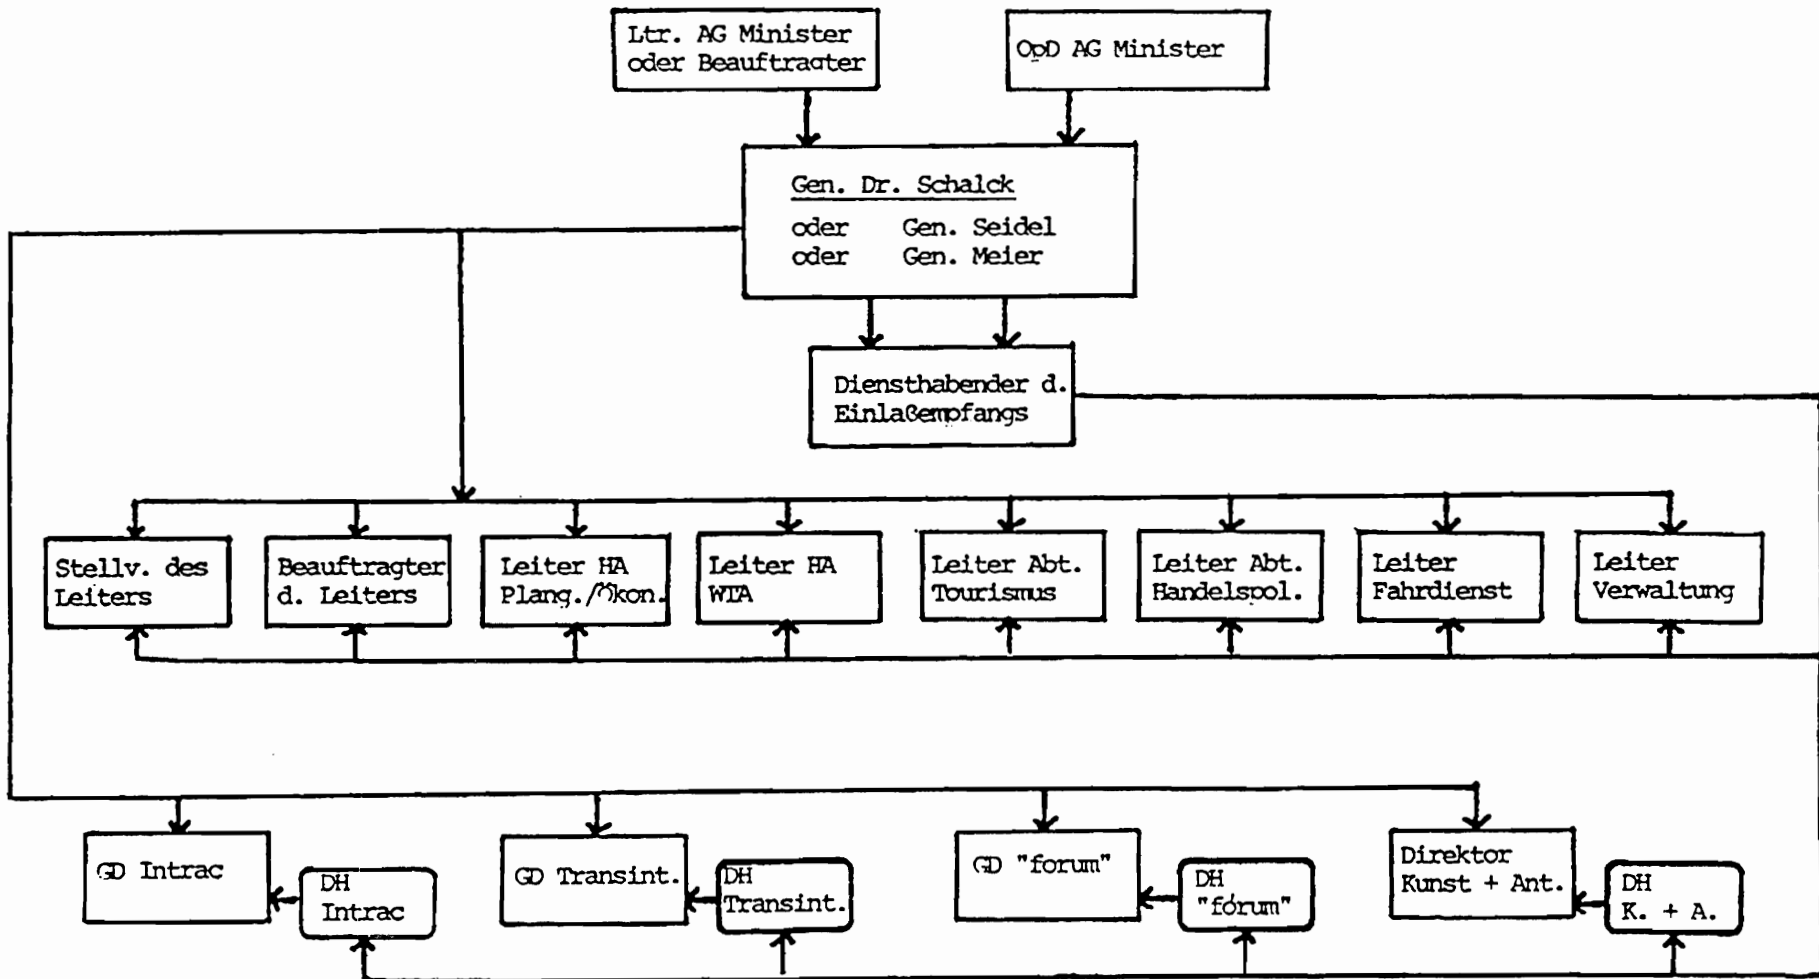 Ltr. AG Minister
oder Beauftragter
OpD AG Minister
Gen. Dr. Schalck
oder Gen. Seidel
oder Gen. Meier
Diensthabender d.
Einlaßempfangs
Stellv. des
Leiters
Beauftragter
d. Leiters
Leiter HA
Plang./Ökon.
Leiter HA
WTA
Leiter Abt.
Tourismus
Leiter Abt.
Handelspol.
Leiter
Fahrdienst
Leiter
Verwaltung
GD Intrac
DH
Intrac
GD Transint.
DH
Transint.
GD "forum"
DH
"forum"
Direktor
Kunst + Ant.
DH
K. + A.